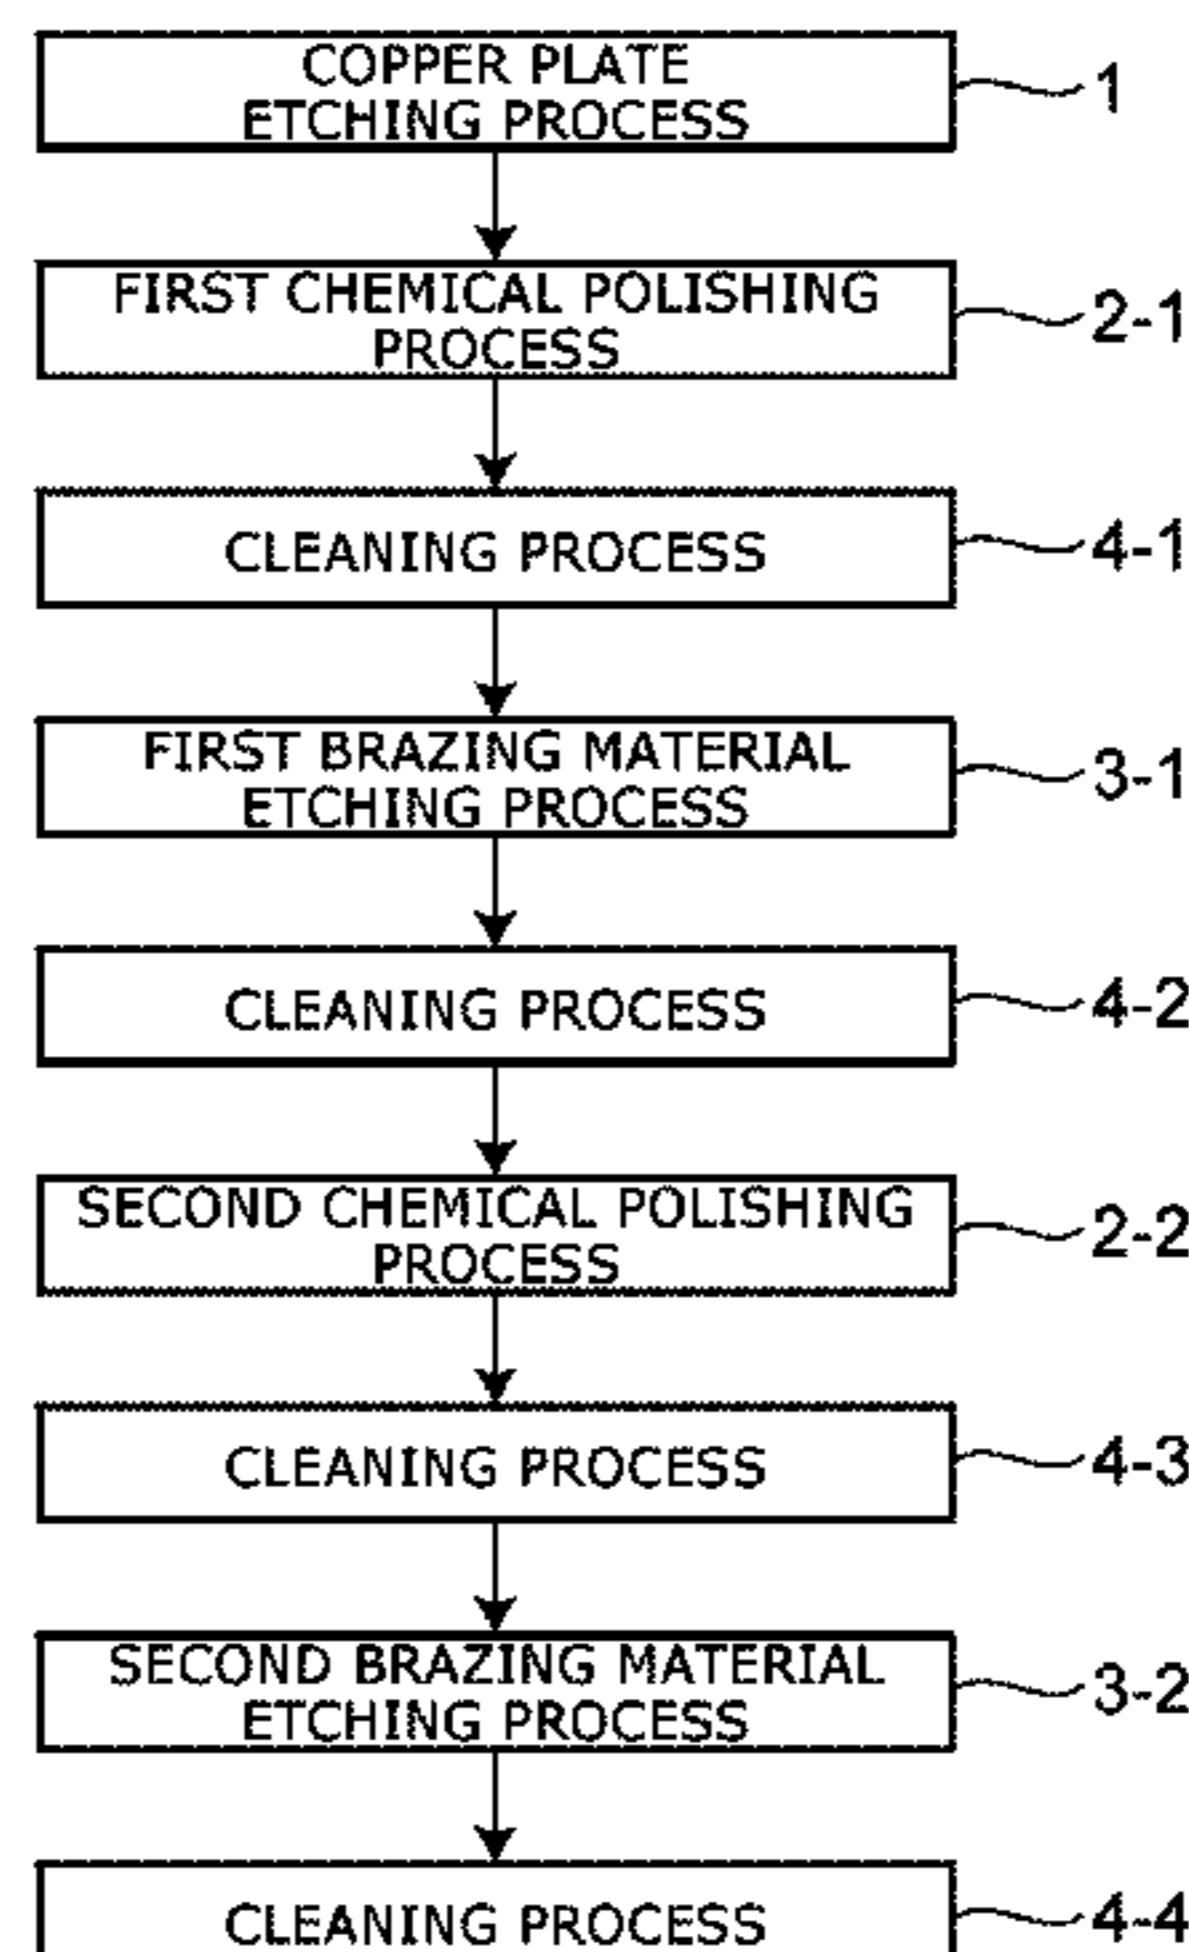 COPPER PLATE
ETCHING PROCESS
1
FIRST CHEMICAL POLISHING
PROCESS
2-1
CLEANING PROCESS
4-1
FIRST BRAZING MATERIAL
ETCHING PROCESS
3-1
CLEANING PROCESS
4-2
SECOND CHEMICAL POLISHING
PROCESS
2-2
CLEANING PROCESS
4-3
SECOND BRAZING MATERIAL
ETCHING PROCESS
3-2
CLEANING PROCESS
4-4